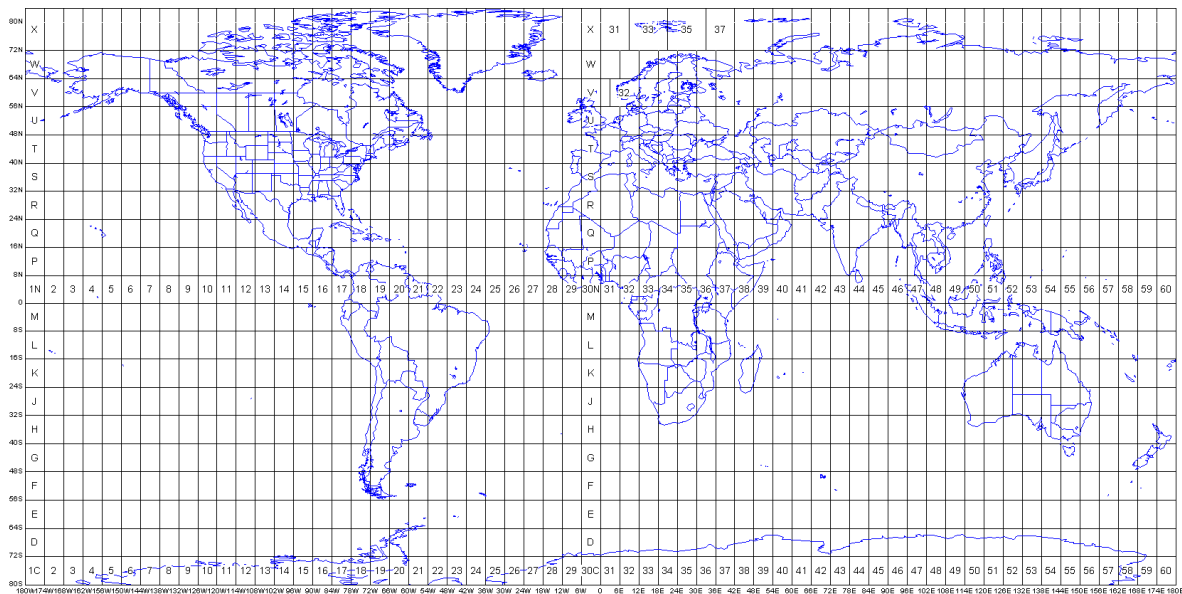 80N
X X 31 33 35 37
72N
W W
64N
V V 32
56N
U U
48N
T T
40N
S S
32N
R R
24N
Q Q
16N
P P
8N
1N 2 3 4 5 6 7 8 9 10 11 12 13 14 15 16 17 18 19 20 21 22 23 24 25 26 27 28 29 30N 31 32 33 34 35 36 37 38 39 40 41 42 43 44 45 46 47 48 49 50 51 52 53 54 55 56 57 58 59 60
0
M M
8S
L L
16S
K K
24S
J J
32S
H H
40S
G G
48S
F F
56S
E E
64S
D D
72S
1C 2 3 4 5 6 7 8 9 10 11 12 13 14 15 16 17 18 19 20 21 22 23 24 25 26 27 28 29 30C 31 32 33 34 35 36 37 38 39 40 41 42 43 44 45 46 47 48 49 50 51 52 53 54 55 56 57 58 59 60
80S
180W 174W 168W 162W 156W 150W 144W 138W 132W 126W 120W 114W 108W 102W 96W 90W 84W 78W 72W 66W 60W 54W 48W 42W 36W 30W 24W 18W 12W 6W 0 6E 12E 18E 24E 30E 36E 42E 48E 54E 60E 66E 72E 78E 84E 90E 96E 102E 108E 114E 120E 126E 132E 138E 144E 150E 156E 162E 168E 174E 180E